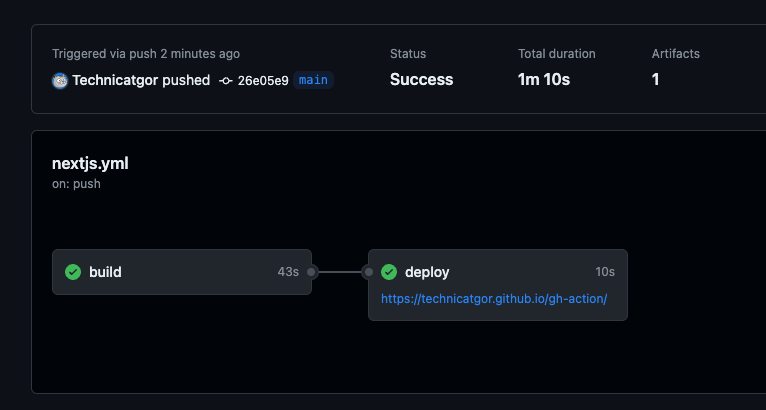 Triggered via push 2 minutes ago
Technicatgor pushed 26e05e9 main
Status
Success
Total duration
1m 10s
Artifacts
1
nextjs.yml
on: push
build 43s
deploy 10s
https://technicatgor.github.io/gh-action/